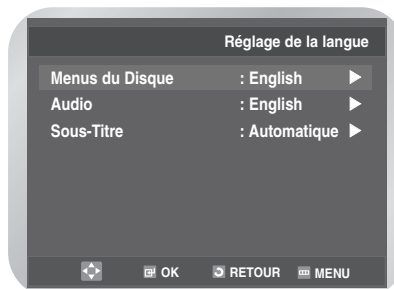 Réglage de la langue
Menus du Disque : English
Audio : English
Sous-Titre : Automatique
OK RETOUR MENU